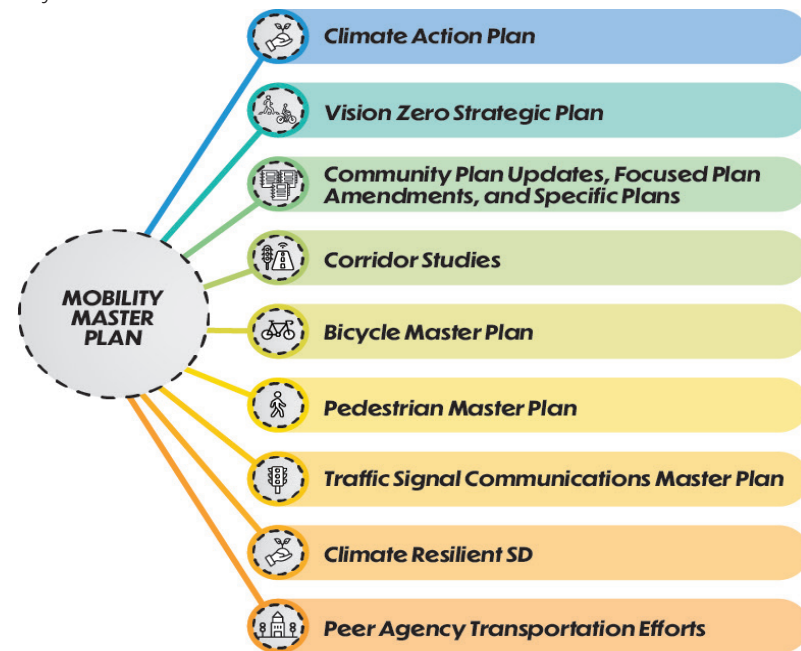 Climate Action Plan
Vision Zero Strategic Plan
Community Plan Updates, Focused Plan
Amendments, and Specific Plans
Corridor Studies
MOBILITY
MASTER
PLAN
Bicycle Master Plan
Pedestrian Master Plan
Traffic Signal Communications Master Plan
Climate Resilient SD
Peer Agency Transportation Efforts